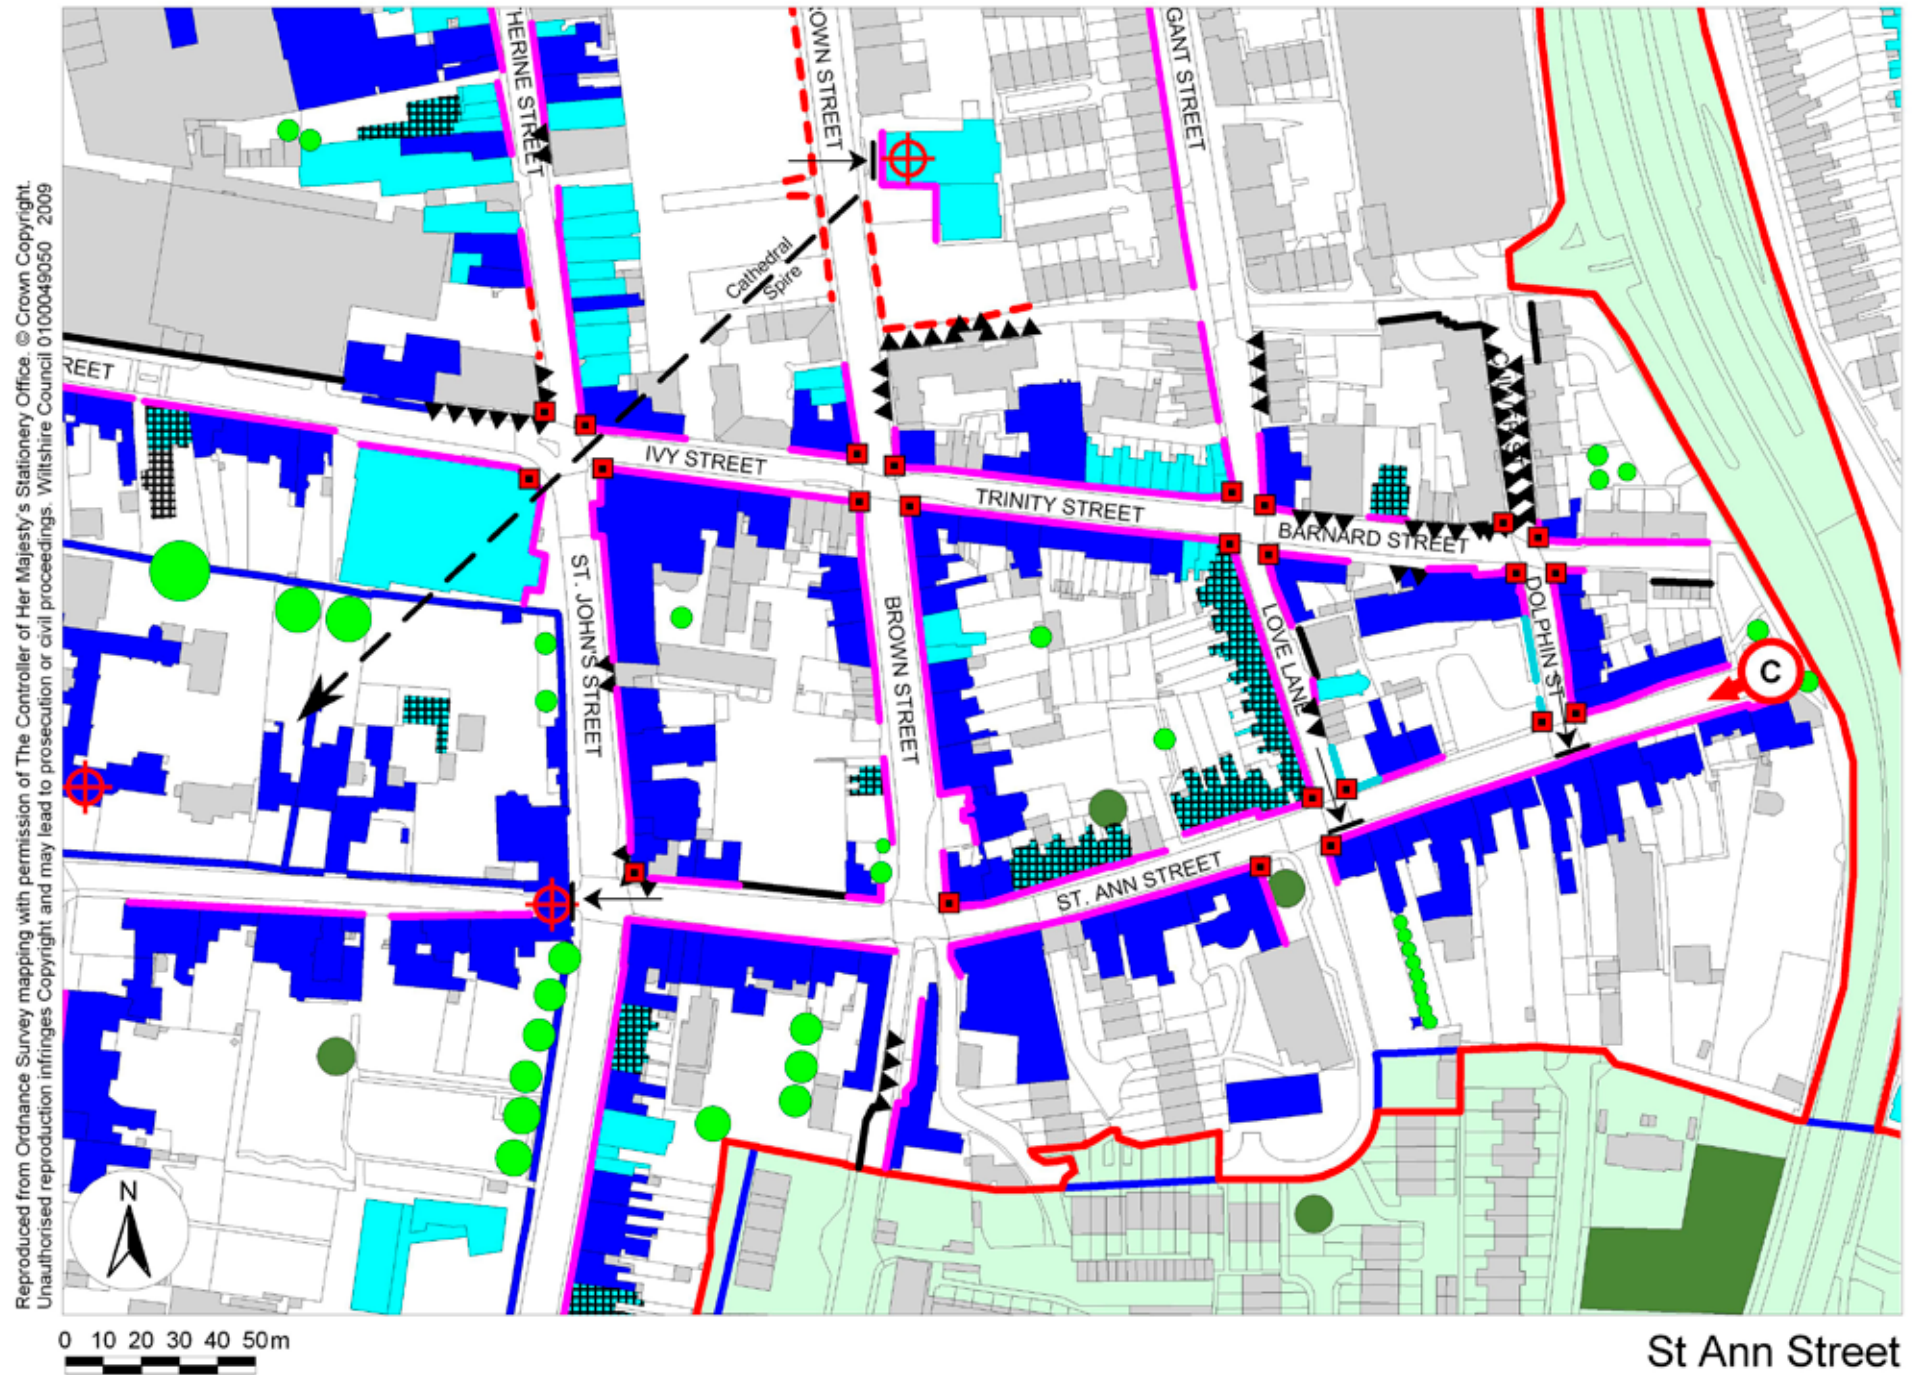 Reproduced from Ordnance Survey mapping with permission of The Controller of Her Majesty's Stationery Office. © Crown Copyright.
Unauthorised reproduction infringes Copyright and may lead to prosecution or civil proceedings. Wiltshire Council 0100049050 2009
THERINE STREET
ROWN STREET
GANT STREET
Cathedral
Spire
REET
IVY STREET
TRINITY STREET
BARNARD STREET
ST. JOHN'S STREET
BROWN STREET
LOVE LANE
DOLPHIN ST
C
ST. ANN STREET
N
0 10 20 30 40 50m
St Ann Street